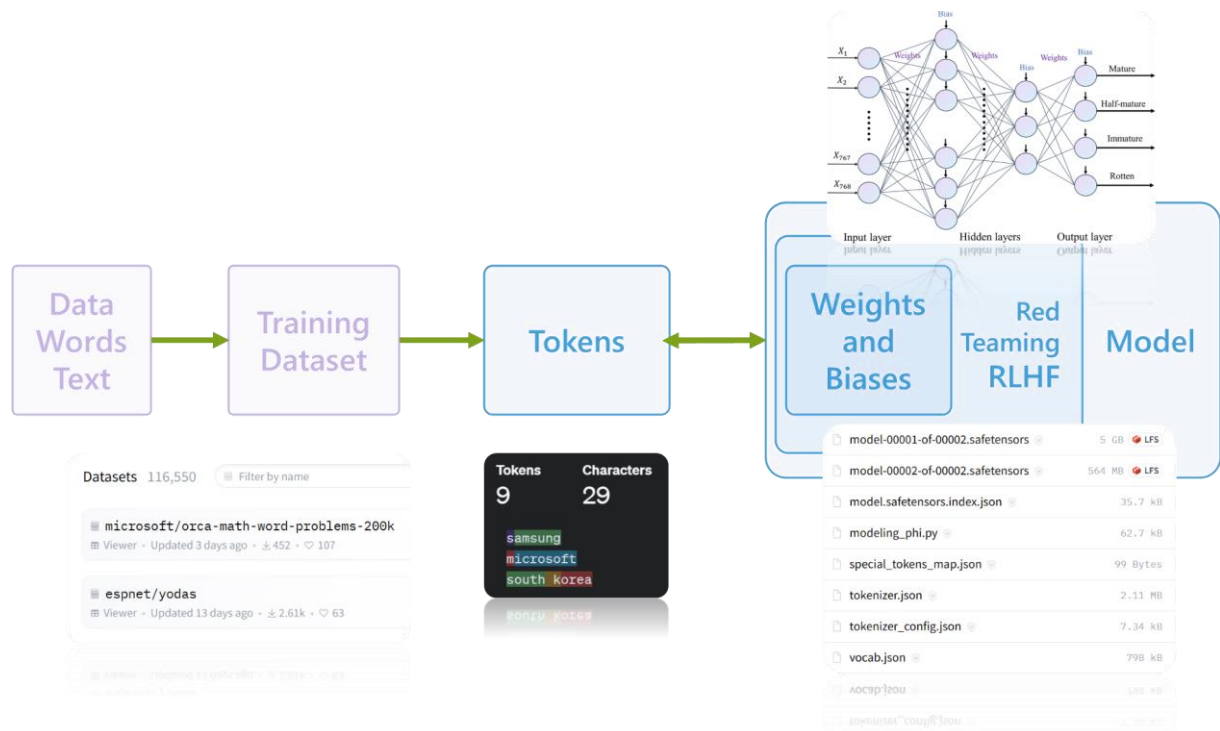 Bias
X1
Weights
Weights
Weights
Bias
Bias
Mature
X2
Half-mature
Immature
X767
X768
Rotten
Input layer
Hidden layers
Output layer
Data
Words
Text
Training
Dataset
Tokens
Weights
and
Biases
Red
Teaming
RLHF
Model
Datasets 116,550 Filter by name
microsoft/orca-math-word-problems-200k
Viewer • Updated 3 days ago • 452 • 107
espnet/yodas
Viewer • Updated 13 days ago • 2.61k • 63
Tokens Characters
9 29
samsung
microsoft
south korea
model-00001-of-00002.safetensors 5 GB LFS
model-00002-of-00002.safetensors 564 MB LFS
model.safetensors.index.json 35.7 kB
modeling_phi.py 62.7 kB
special_tokens_map.json 99 Bytes
tokenizer.json 2.11 MB
tokenizer_config.json 7.34 kB
vocab.json 798 kB